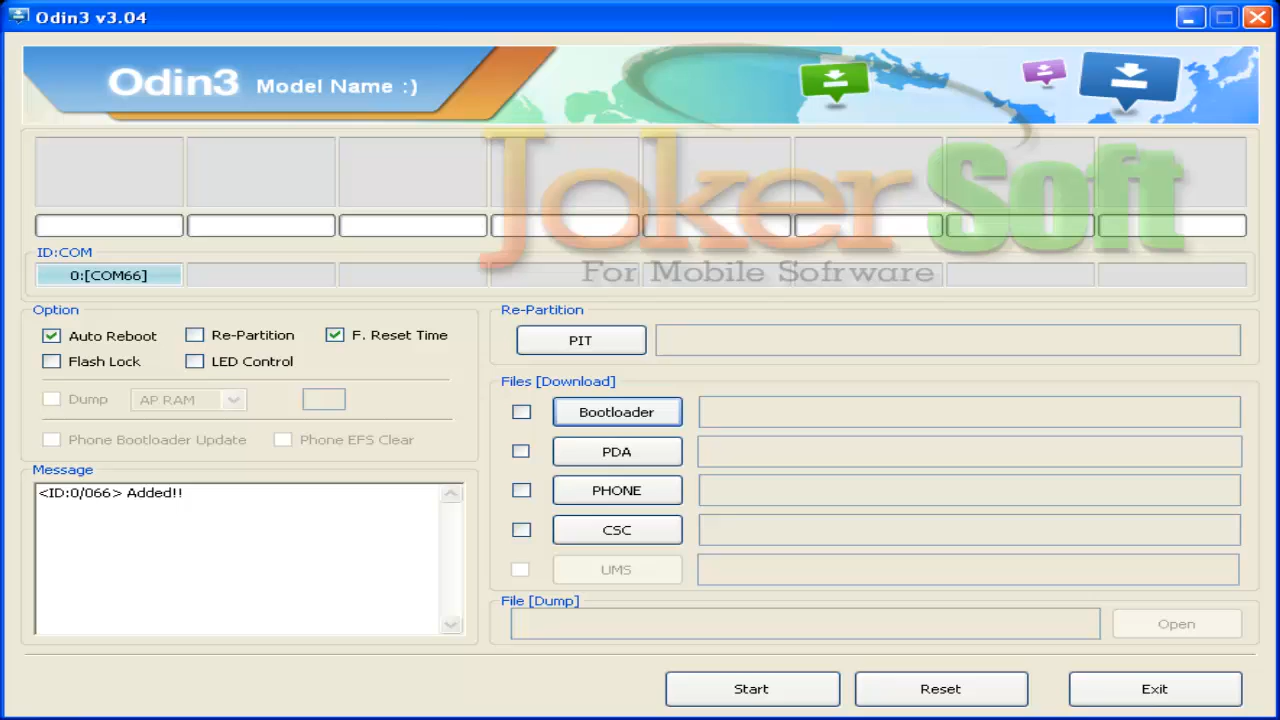 Odin3 v3.04
Odin3 Model Name :)
JokerSoft
For Mobile Sofrware
ID:COM
0:[COM66]
Option
Auto Reboot Re-Partition F. Reset Time
Flash Lock LED Control
Dump AP RAM
Phone Bootloader Update Phone EFS Clear
Message
<ID:0/066> Added!!
Re-Partition
PIT
Files [Download]
Bootloader
PDA
PHONE
CSC
UMS
File [Dump]
Open
Start Reset Exit